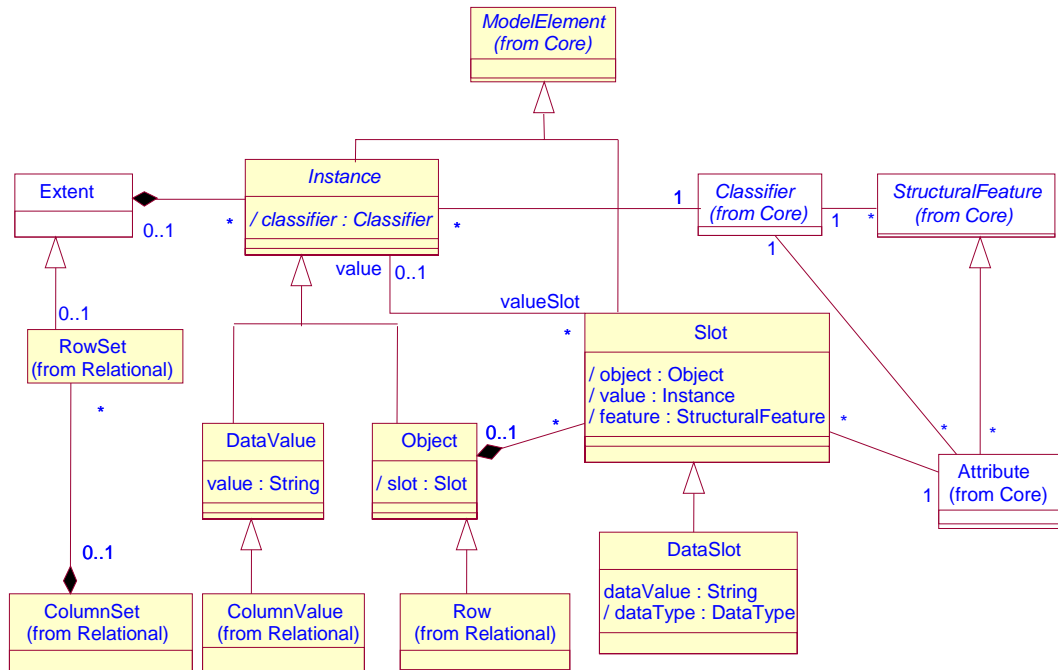 ModelElement
(from Core)
Instance
/ classifier : Classifier
Extent
0..1
*
*
1
Classifier
(from Core)
1
*
StructuralFeature
(from Core)
1
value
0..1
valueSlot
*
0..1
RowSet
(from Relational)
*
Slot
/ object : Object
/ value : Instance
/ feature : StructuralFeature
DataValue
value : String
Object
/ slot : Slot
0..1
*
*
1
*
*
Attribute
(from Core)
DataSlot
dataValue : String
/ dataType : DataType
0..1
ColumnSet
(from Relational)
ColumnValue
(from Relational)
Row
(from Relational)